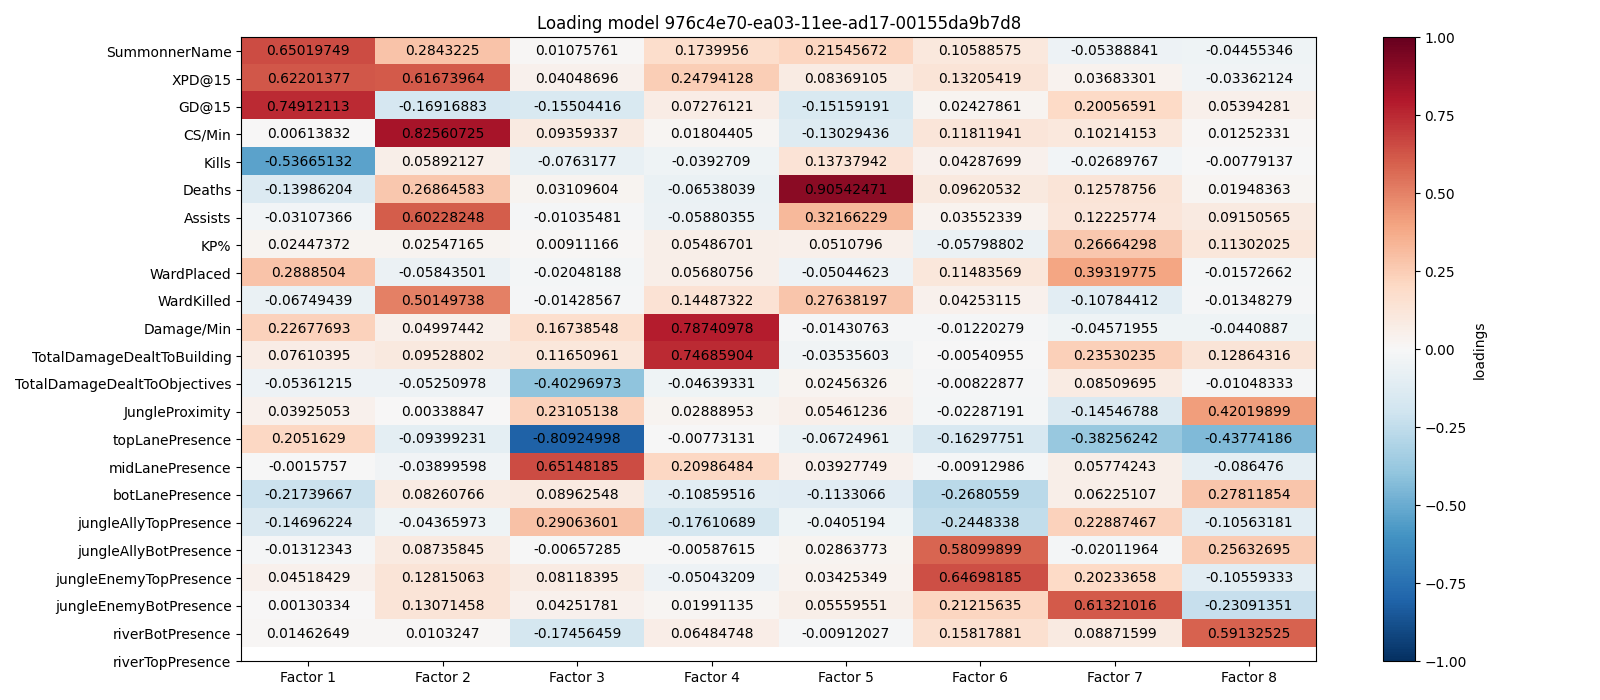 Loading model 976c4e70-ea03-11ee-ad17-00155da9b7d8
SummonnerName 0.65019749 0.2843225 0.01075761 0.1739956 0.21545672 0.10588575 -0.05388841 -0.04455346
XPD@15 0.62201377 0.61673964 0.04048696 0.24794128 0.08369105 0.13205419 0.03683301 -0.03362124
GD@15 0.74912113 -0.16916883 -0.15504416 0.07276121 -0.15159191 0.02427861 0.20056591 0.05394281
CS/Min 0.00613832 0.82560725 0.09359337 0.01804405 -0.13029436 0.11811941 0.10214153 0.01252331
Kills -0.53665132 0.05892127 -0.0763177 -0.0392709 0.13737942 0.04287699 -0.02689767 -0.00779137
Deaths -0.13986204 0.26864583 0.03109604 -0.06538039 0.90542471 0.09620532 0.12578756 0.01948363
Assists -0.03107366 0.60228248 -0.01035481 -0.05880355 0.32166229 0.03552339 0.12225774 0.09150565
KP% 0.02447372 0.02547165 0.00911166 0.05486701 0.0510796 -0.05798802 0.26664298 0.11302025
WardPlaced 0.2888504 -0.05843501 -0.02048188 0.05680756 -0.05044623 0.11483569 0.39319775 -0.01572662
WardKilled -0.06749439 0.50149738 -0.01428567 0.14487322 0.27638197 0.04253115 -0.10784412 -0.01348279
Damage/Min 0.22677693 0.04997442 0.16738548 0.78740978 -0.01430763 -0.01220279 -0.04571955 -0.0440887
TotalDamageDealtToBuilding 0.07610395 0.09528802 0.11650961 0.74685904 -0.03535603 -0.00540955 0.23530235 0.12864316
TotalDamageDealtToObjectives -0.05361215 -0.05250978 -0.40296973 -0.04639331 0.02456326 -0.00822877 0.08509695 -0.01048333
JungleProximity 0.03925053 0.00338847 0.23105138 0.02888953 0.05461236 -0.02287191 -0.14546788 0.42019899
topLanePresence 0.2051629 -0.09399231 -0.80924998 -0.00773131 -0.06724961 -0.16297751 -0.38256242 -0.43774186
midLanePresence -0.0015757 -0.03899598 0.65148185 0.20986484 0.03927749 -0.00912986 0.05774243 -0.086476
botLanePresence -0.21739667 0.08260766 0.08962548 -0.10859516 -0.1133066 -0.2680559 0.06225107 0.27811854
jungleAllyTopPresence -0.14696224 -0.04365973 0.29063601 -0.17610689 -0.0405194 -0.2448338 0.22887467 -0.10563181
jungleAllyBotPresence -0.01312343 0.08735845 -0.00657285 -0.00587615 0.02863773 0.58099899 -0.02011964 0.25632695
jungleEnemyTopPresence 0.04518429 0.12815063 0.08118395 -0.05043209 0.03425349 0.64698185 0.20233658 -0.10559333
jungleEnemyBotPresence 0.00130334 0.13071458 0.04251781 0.01991135 0.05559551 0.21215635 0.61321016 -0.23091351
riverBotPresence 0.01462649 0.0103247 -0.17456459 0.06484748 -0.00912027 0.15817881 0.08871599 0.59132525
riverTopPresence
Factor 1 Factor 2 Factor 3 Factor 4 Factor 5 Factor 6 Factor 7 Factor 8
1.00
0.75
0.50
0.25
0.00
−0.25
−0.50
−0.75
−1.00
loadings